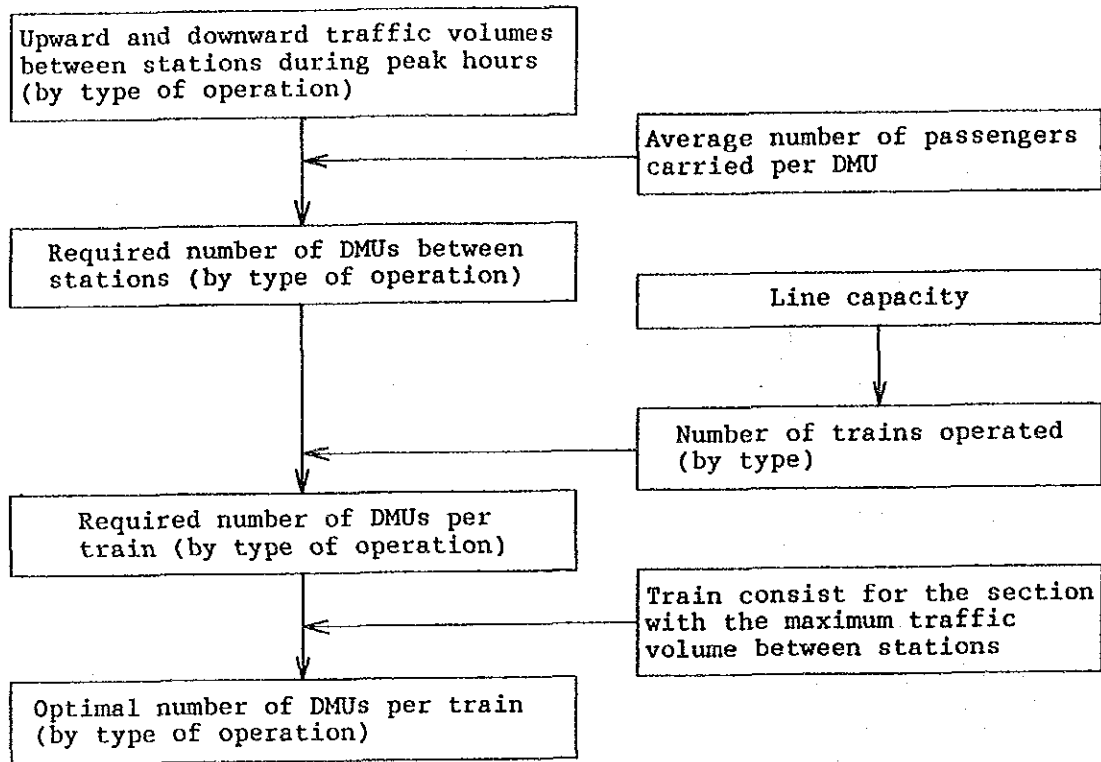 Upward and downward traffic volumes
between stations during peak hours
(by type of operation)
Average number of passengers
carried per DMU
Required number of DMUs between
stations (by type of operation)
Line capacity
Number of trains operated
(by type)
Required number of DMUs per
train (by type of operation)
Train consist for the section
with the maximum traffic
volume between stations
Optimal number of DMUs per train
(by type of operation)